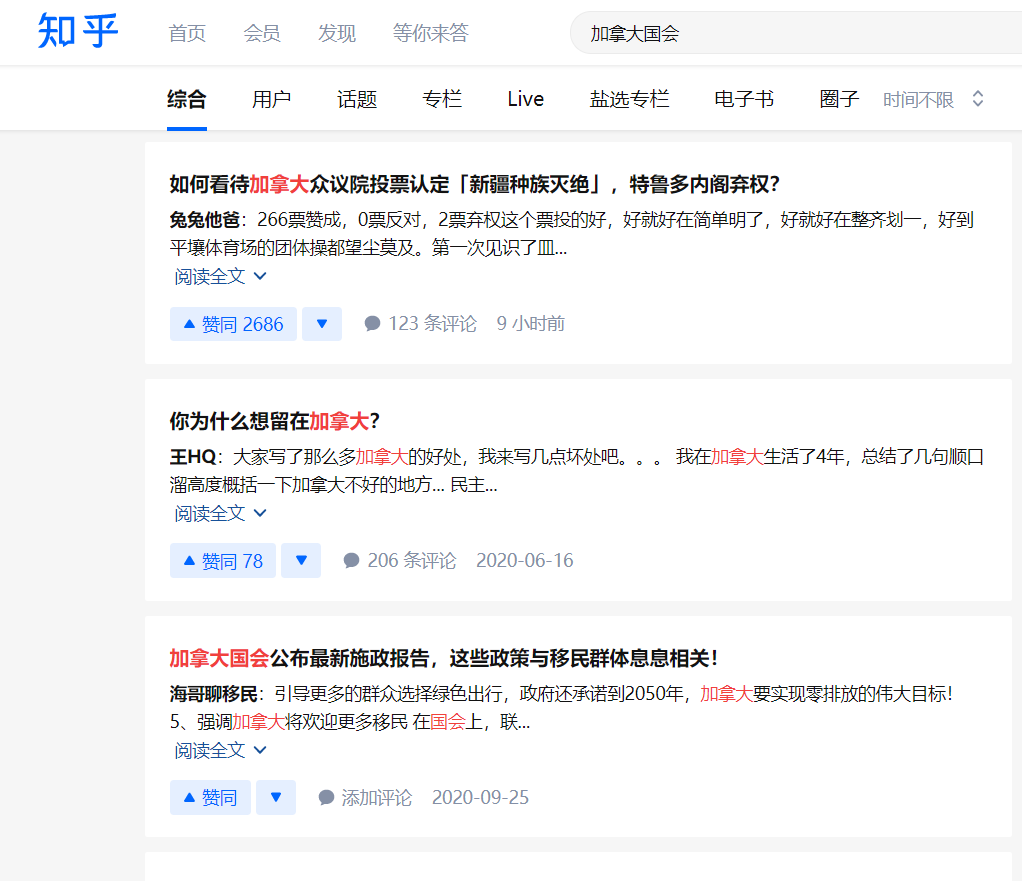 知乎 首页 会员 发现 等你来答 加拿大国会
综合 用户 话题 专栏 Live 盐选专栏 电子书 圈子 时间不限
如何看待加拿大众议院投票认定「新疆种族灭绝」，特鲁多内阁弃权？
兔兔他爸：266票赞成，0票反对，2票弃权这个票投的好，好就好在简单明了，好就好在整齐划一，好到
平壤体育场的团体操都望尘莫及。第一次见识了皿...
阅读全文
赞同 2686 123 条评论 9 小时前
你为什么想留在加拿大？
王HQ：大家写了那么多加拿大的好处，我来写几点坏处吧。。。 我在加拿大生活了4年，总结了几句顺口
溜高度概括一下加拿大不好的地方... 民主...
阅读全文
赞同 78 206 条评论 2020-06-16
加拿大国会公布最新施政报告，这些政策与移民群体息息相关！
海哥聊移民：引导更多的群众选择绿色出行，政府还承诺到2050年，加拿大要实现零排放的伟大目标！
5、强调加拿大将欢迎更多移民 在国会上，联...
阅读全文
赞同 添加评论 2020-09-25